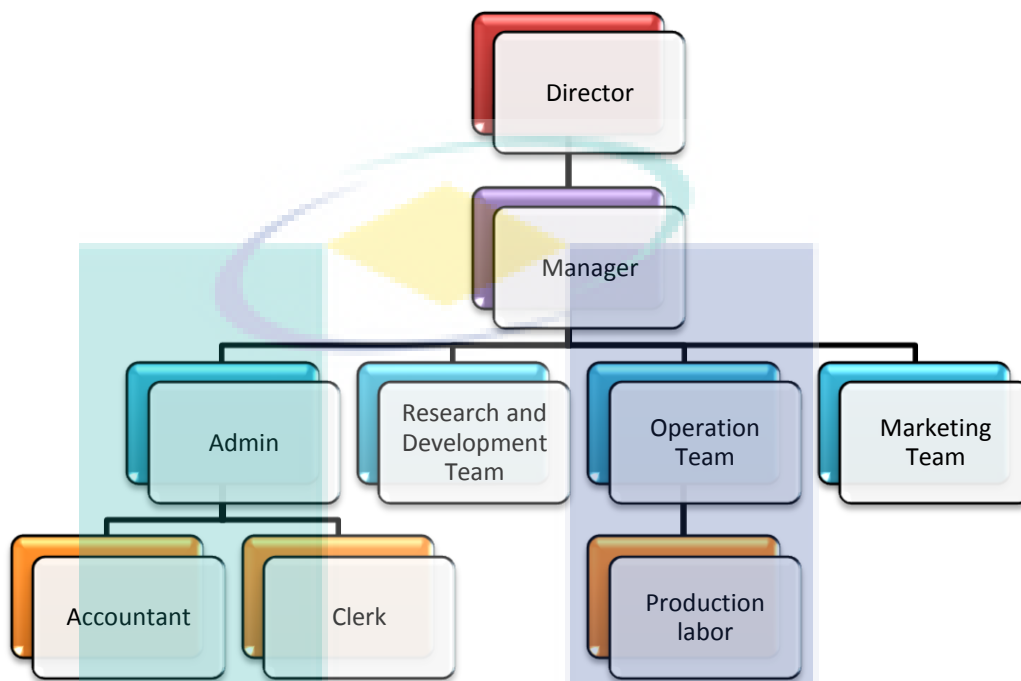 Director
Manager
Admin
Research and
Development
Team
Operation
Team
Marketing
Team
Accountant
Clerk
Production
labor